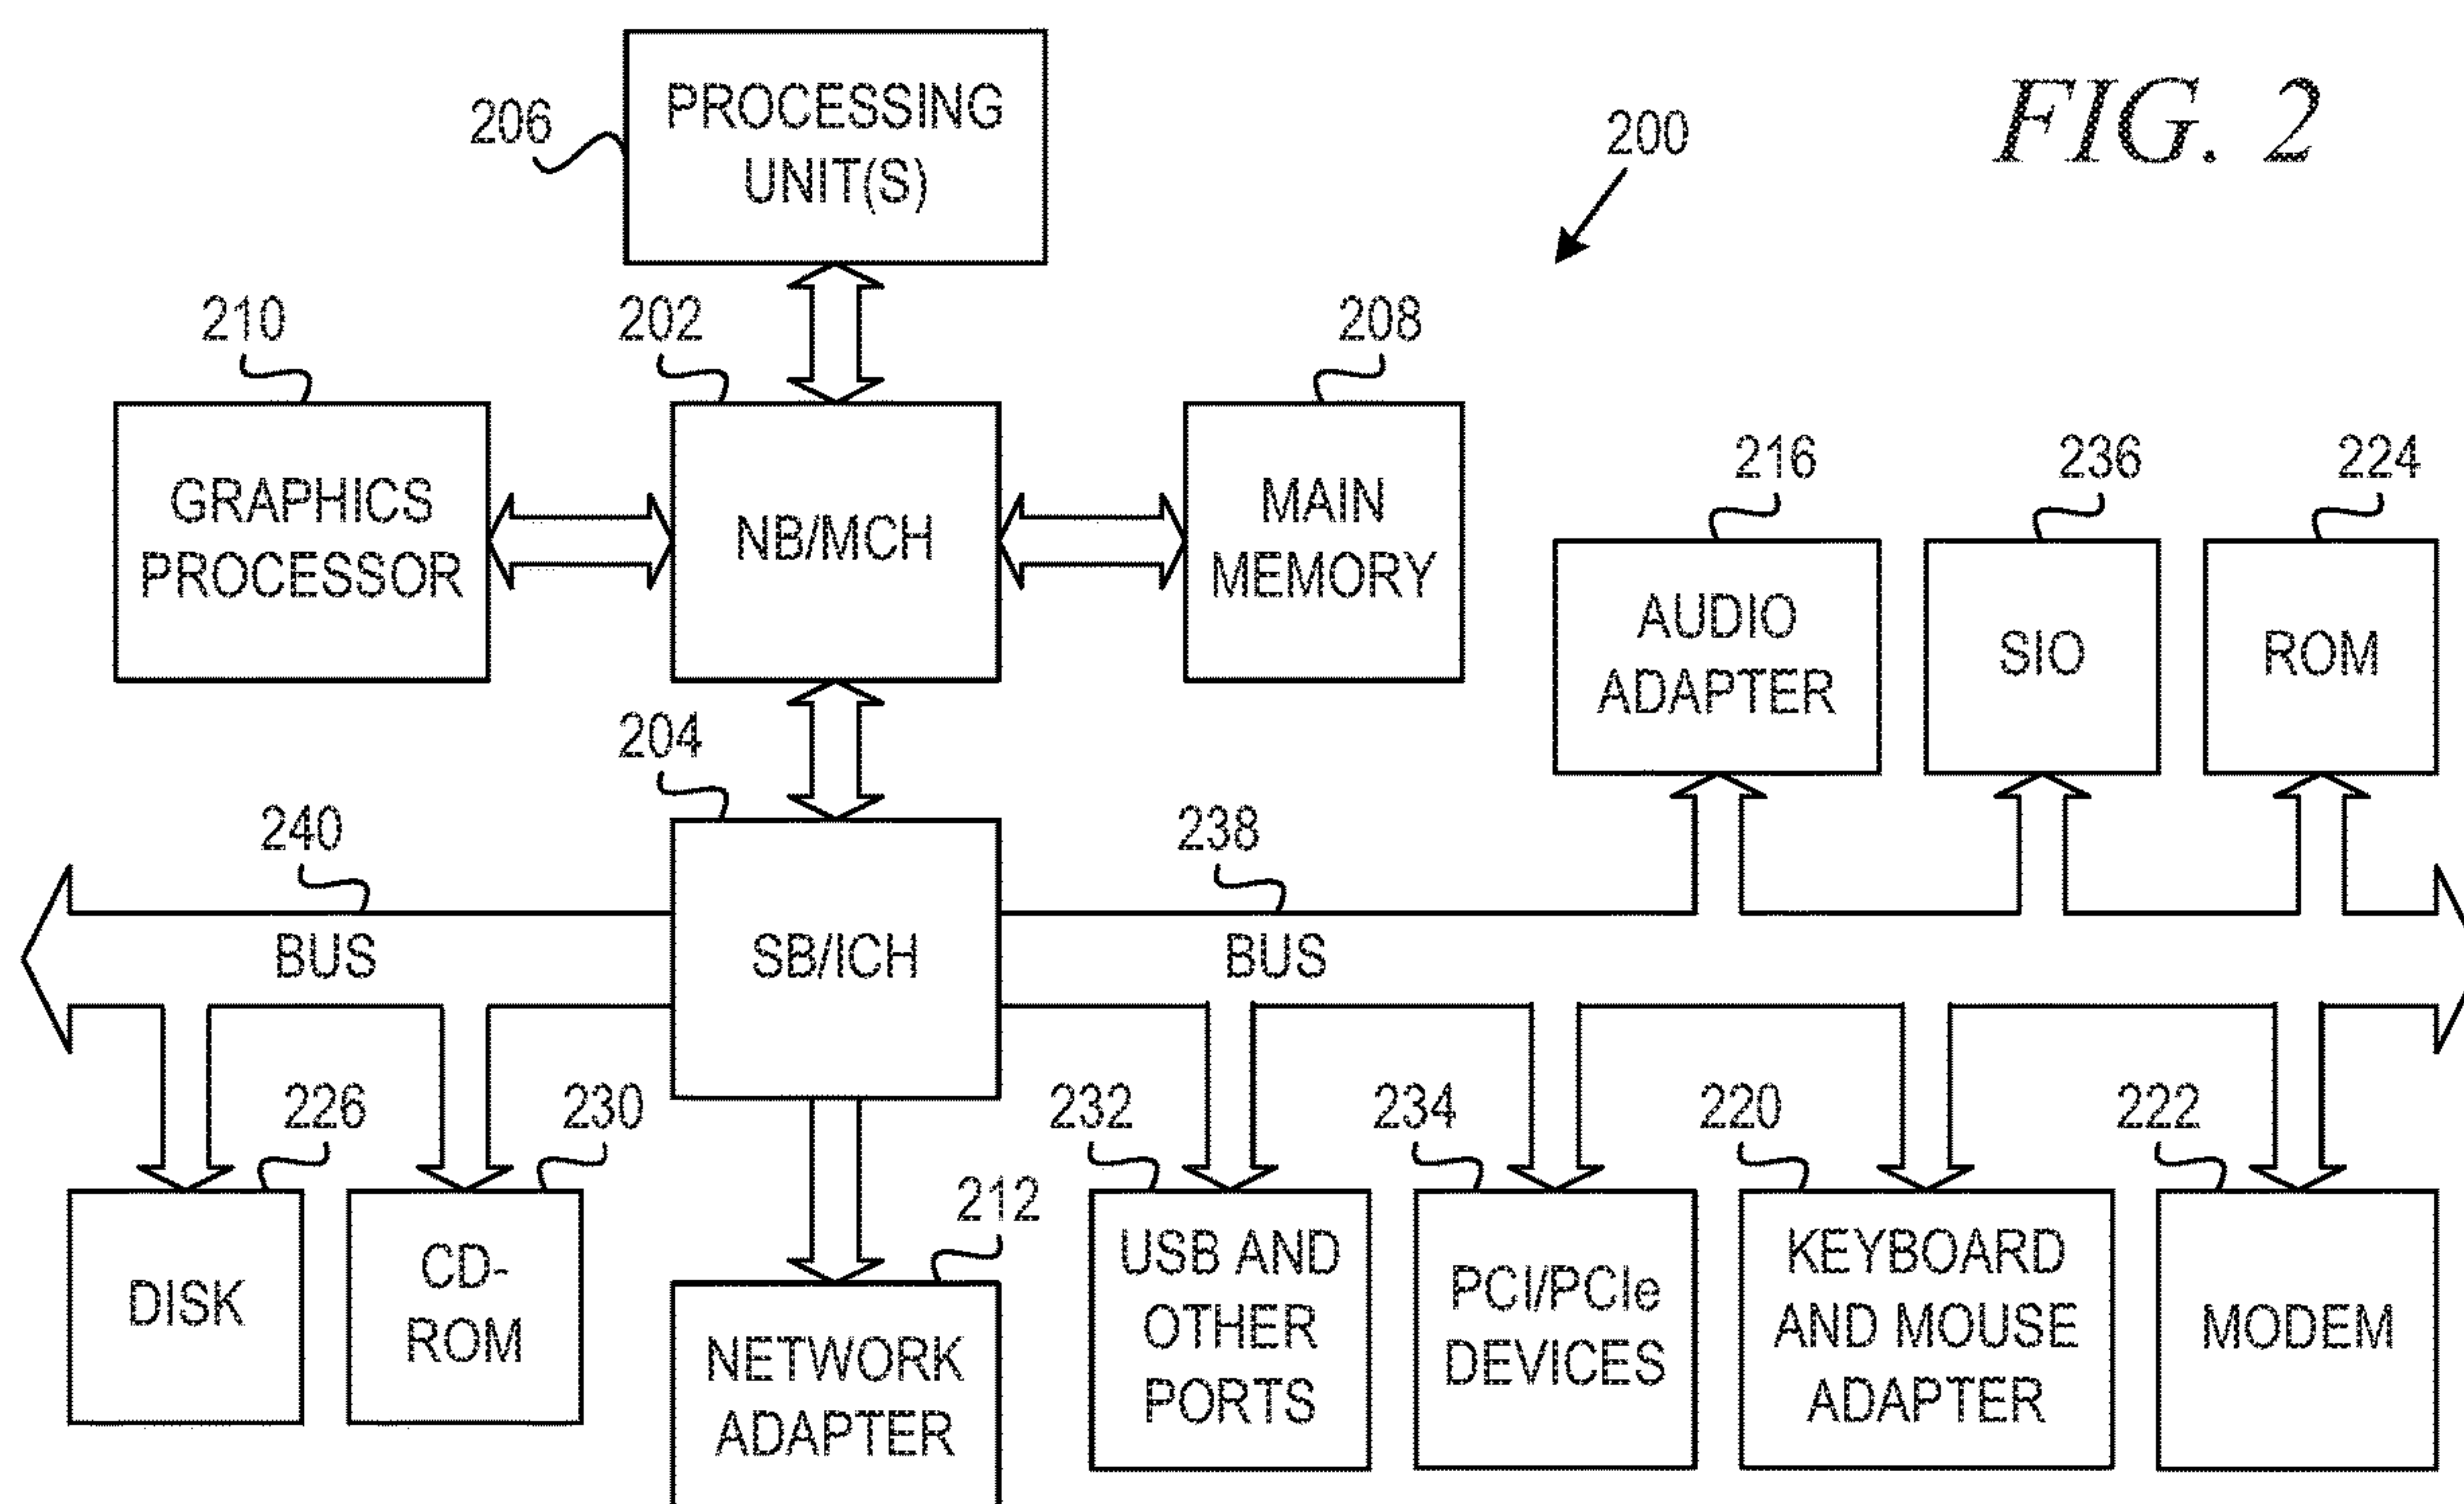 FIG. 2
200
206
PROCESSING
UNIT(S)
210
202
208
GRAPHICS
PROCESSOR
NB/MCH
MAIN
MEMORY
216
236
224
AUDIO
ADAPTER
SIO
ROM
204
240
238
BUS
SB/ICH
BUS
226
230
232
234
220
222
212
DISK
CD-
ROM
NETWORK
ADAPTER
USB AND
OTHER
PORTS
PCI/PCIe
DEVICES
KEYBOARD
AND MOUSE
ADAPTER
MODEM